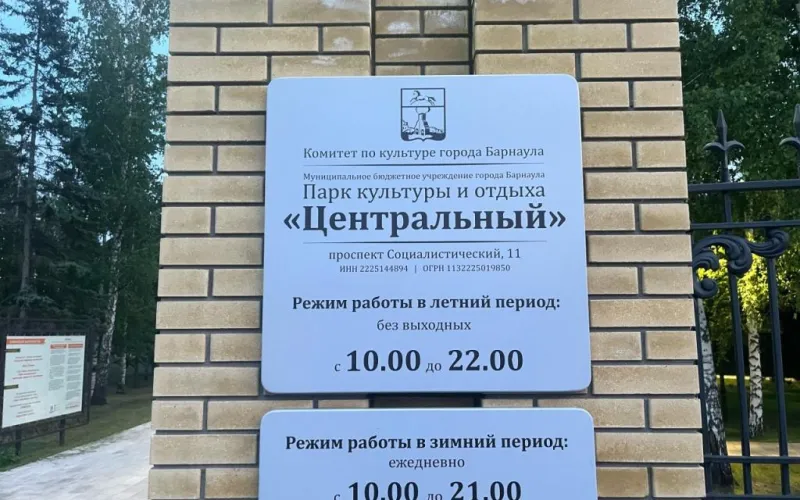 Комитет по культуре города Барнаула
Муниципальное бюджетное учреждение города Барнаула
Парк культуры и отдыха
«Центральный»
проспект Социалистический, 11
ИНН 2225144894 | ОГРН 1132225019850
Режим работы в летний период:
без выходных
с 10.00 до 22.00
Режим работы в зимний период:
ежедневно
с 10.00 до 21.00